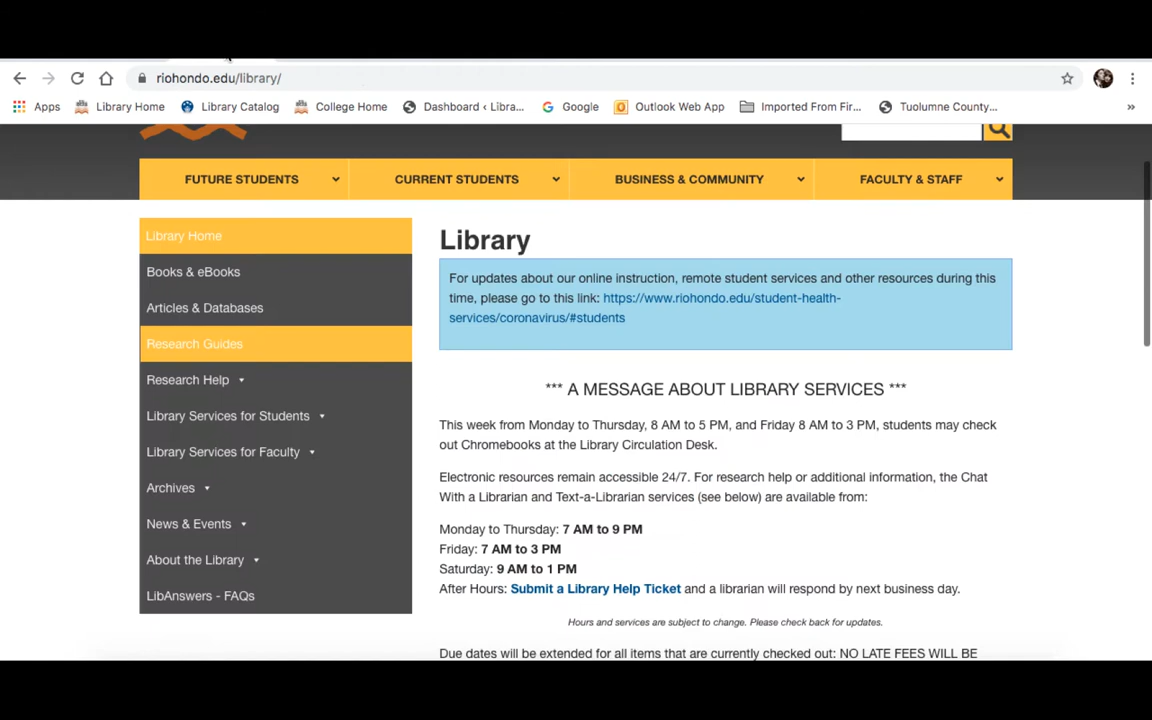 riohondo.edu/library/
Apps Library Home Library Catalog College Home Dashboard ‹ Libra... Google Outlook Web App Imported From Fir... Tuolumne County... »
FUTURE STUDENTS CURRENT STUDENTS BUSINESS & COMMUNITY FACULTY & STAFF
Library Home
Books & eBooks
Articles & Databases
Research Guides
Research Help
Library Services for Students
Library Services for Faculty
Archives
News & Events
About the Library
LibAnswers - FAQs
Library
For updates about our online instruction, remote student services and other resources during this
time, please go to this link: https://www.riohondo.edu/student-health-
services/coronavirus/#students
*** A MESSAGE ABOUT LIBRARY SERVICES ***
This week from Monday to Thursday, 8 AM to 5 PM, and Friday 8 AM to 3 PM, students may check
out Chromebooks at the Library Circulation Desk.
Electronic resources remain accessible 24/7. For research help or additional information, the Chat
With a Librarian and Text-a-Librarian services (see below) are available from:
Monday to Thursday: 7 AM to 9 PM
Friday: 7 AM to 3 PM
Saturday: 9 AM to 1 PM
After Hours: Submit a Library Help Ticket and a librarian will respond by next business day.
Hours and services are subject to change. Please check back for updates.
Due dates will be extended for all items that are currently checked out: NO LATE FEES WILL BE